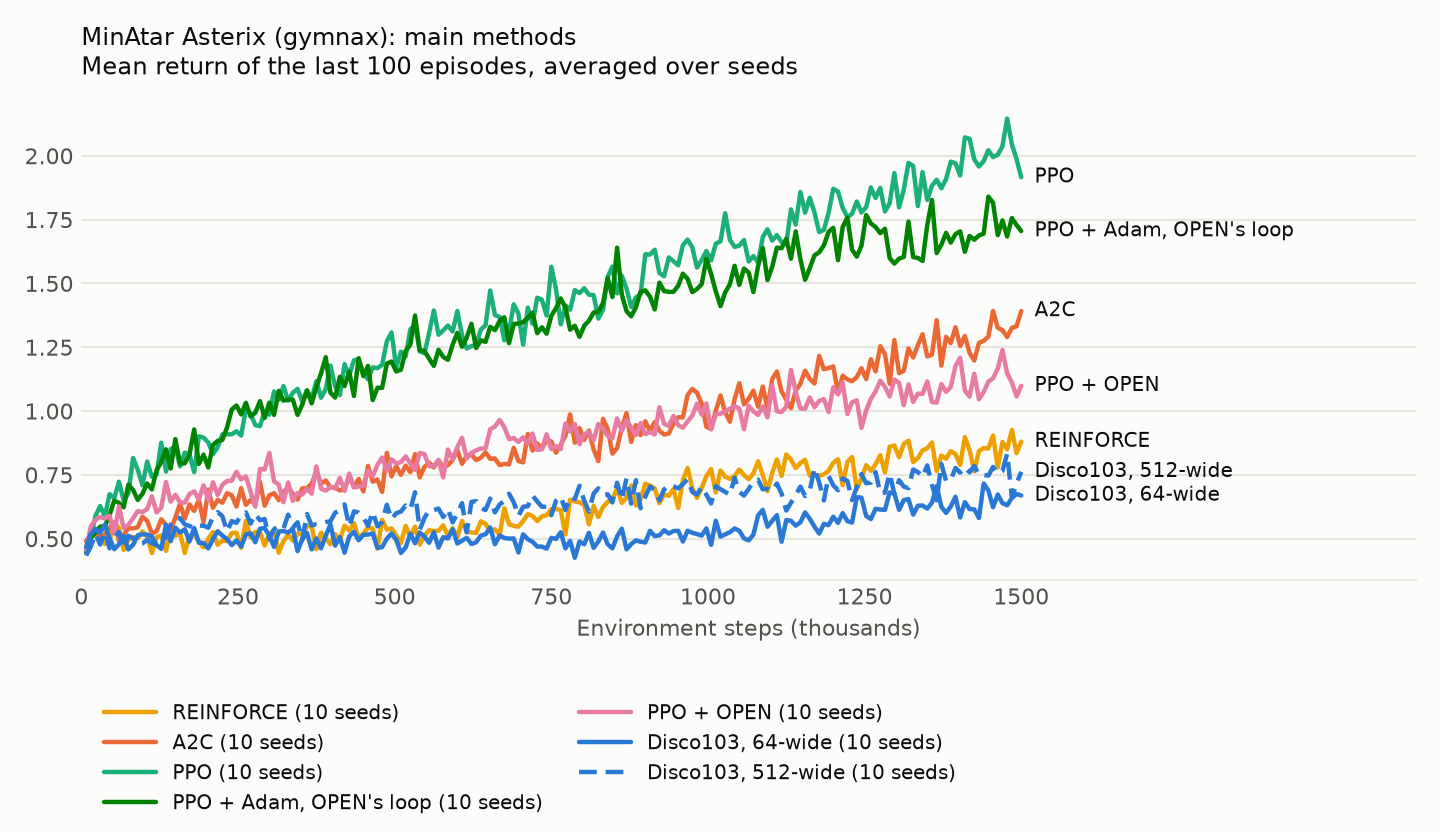 MinAtar Asterix (gymnax): main methods
Mean return of the last 100 episodes, averaged over seeds
2.00
1.75
1.50
1.25
1.00
0.75
0.50
PPO
PPO + Adam, OPEN's loop
A2C
PPO + OPEN
REINFORCE
Disco103, 512-wide
Disco103, 64-wide
0 250 500 750 1000 1250 1500
Environment steps (thousands)
REINFORCE (10 seeds)
A2C (10 seeds)
PPO (10 seeds)
PPO + Adam, OPEN's loop (10 seeds)
PPO + OPEN (10 seeds)
Disco103, 64-wide (10 seeds)
Disco103, 512-wide (10 seeds)